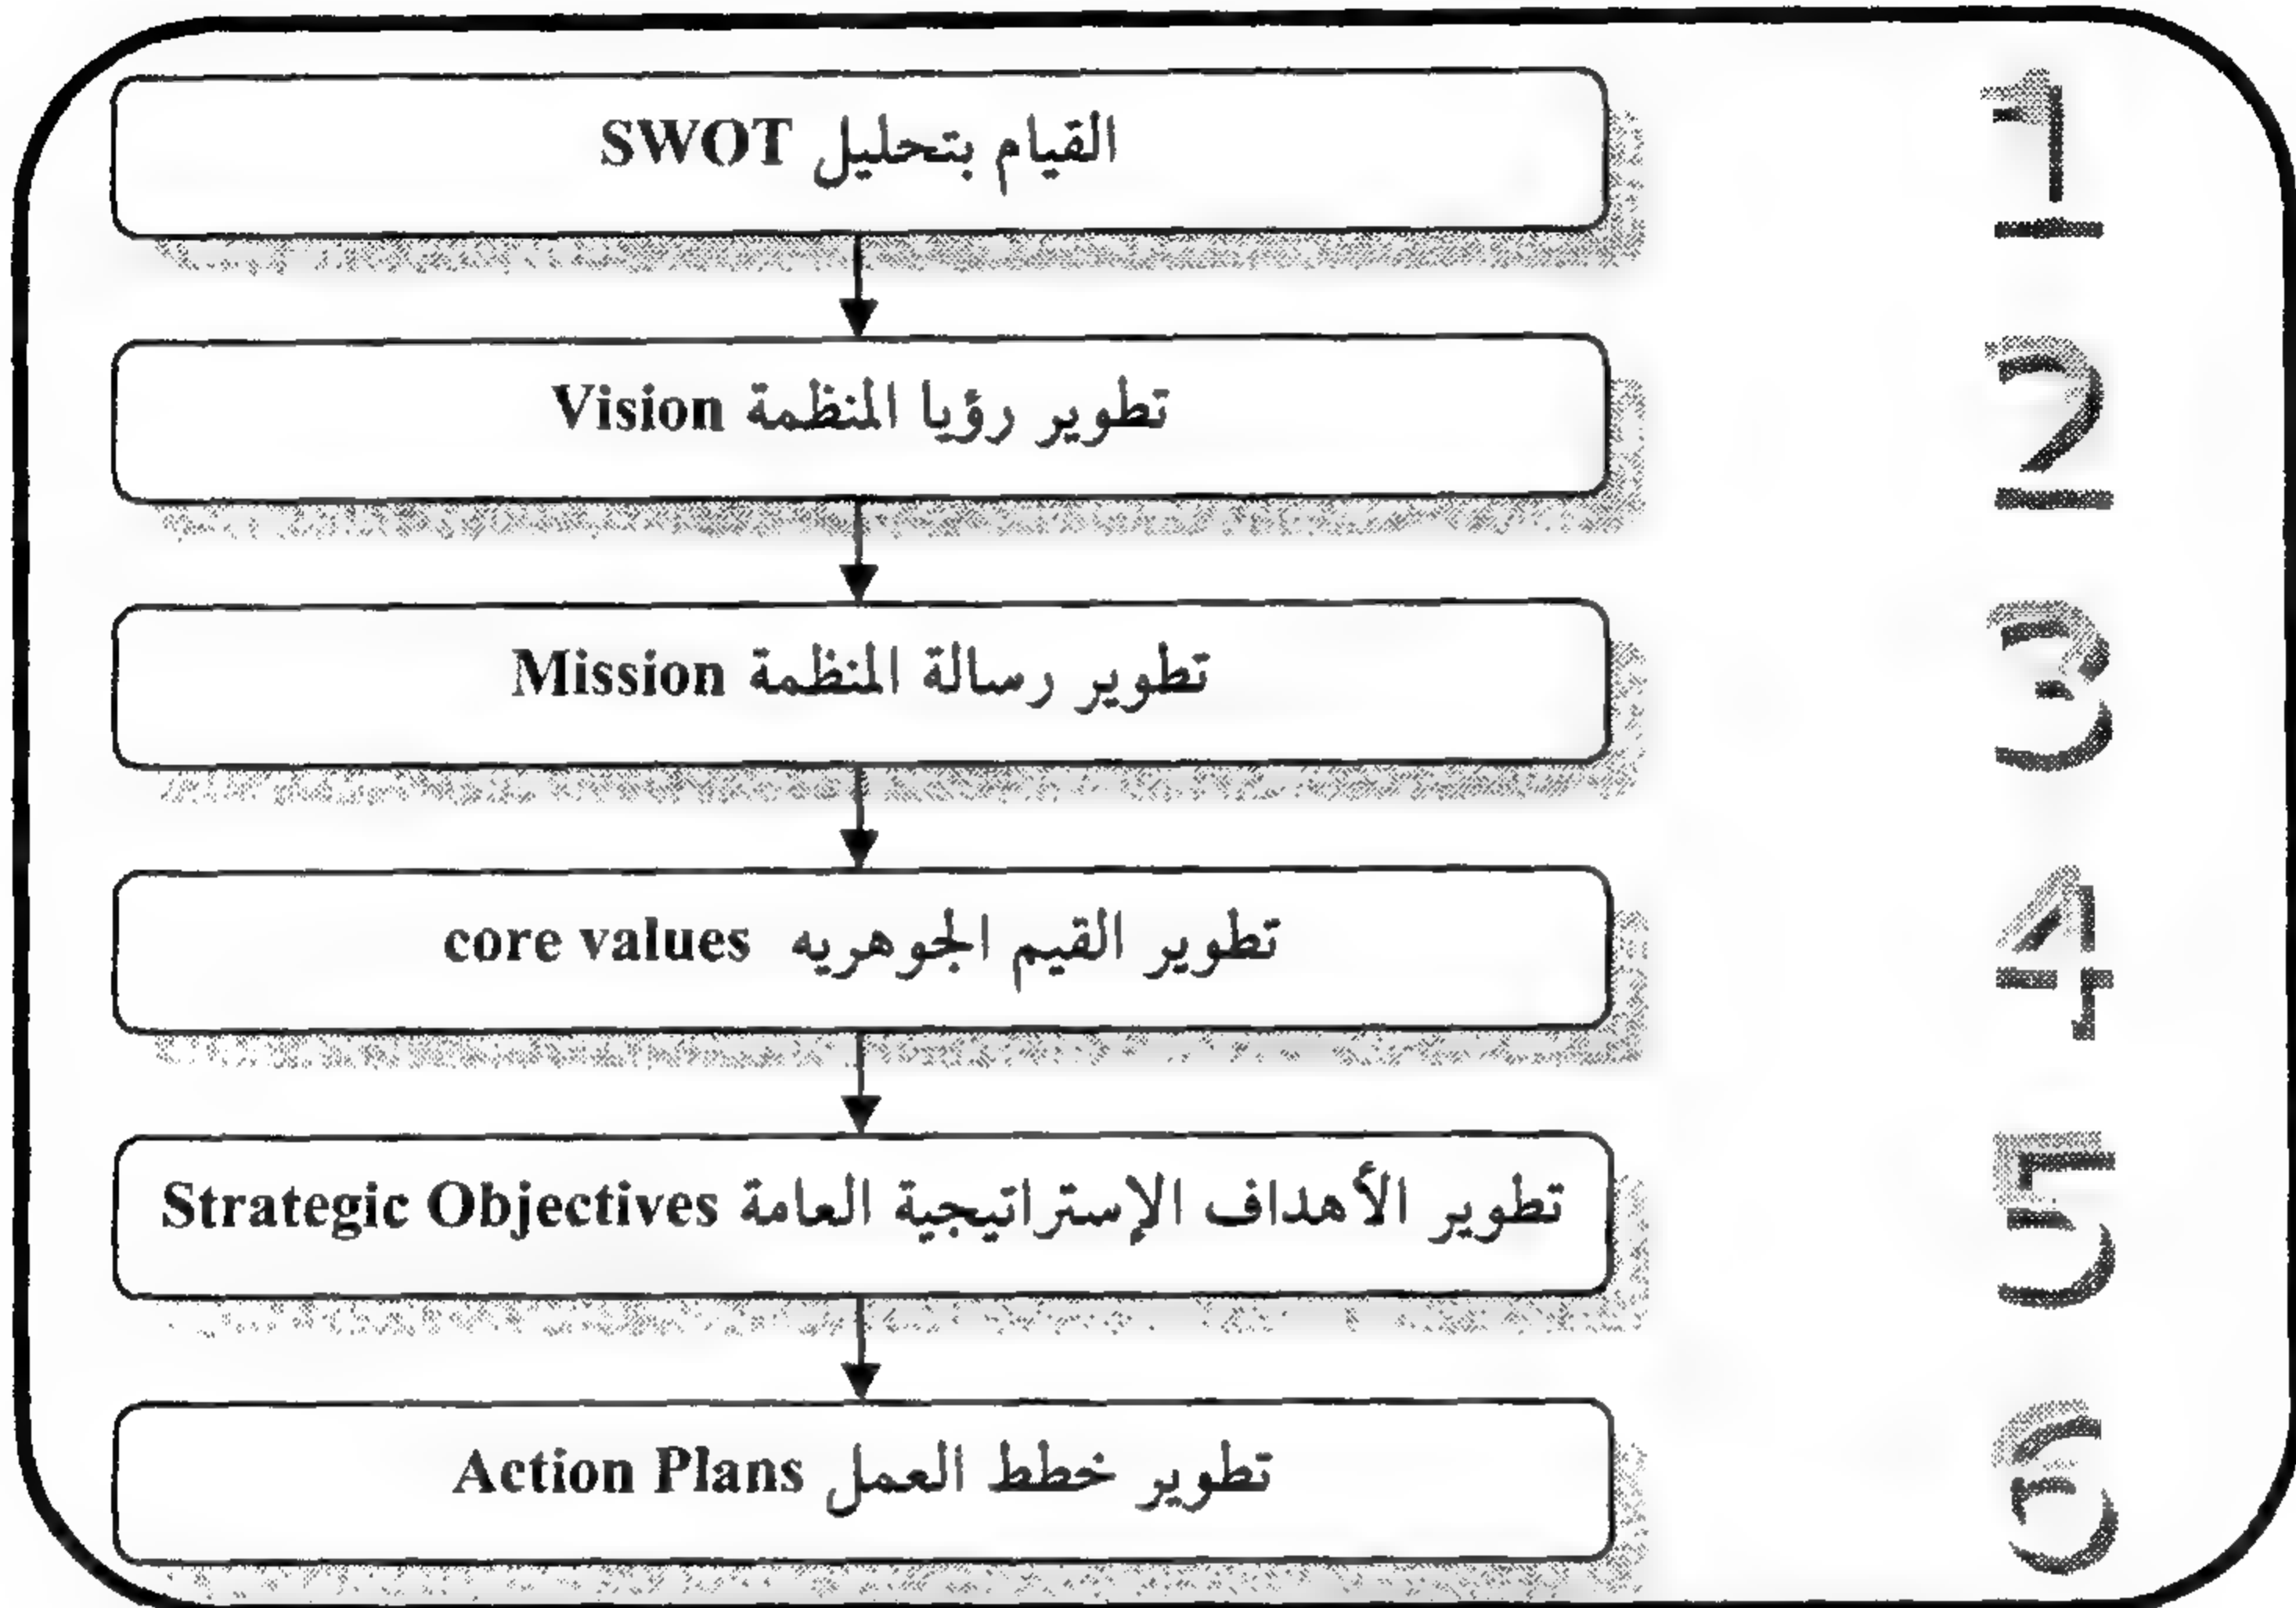 1
القيام بتحليل SWOT
2
تطوير رؤيا المنظمة Vision
3
تطوير رسالة المنظمة Mission
4
تطوير القيم الجوهريه core values
5
تطوير الأهداف الإستراتيجية العامة Strategic Objectives
6
تطوير خطط العمل Action Plans